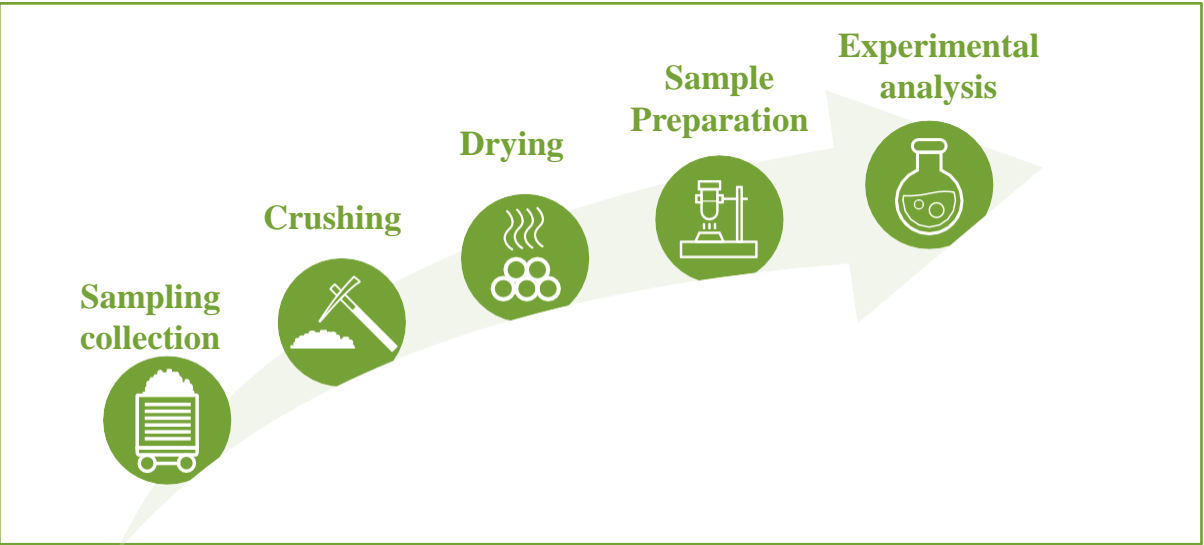 Sampling
collection
Crushing
Drying
Sample
Preparation
Experimental
analysis